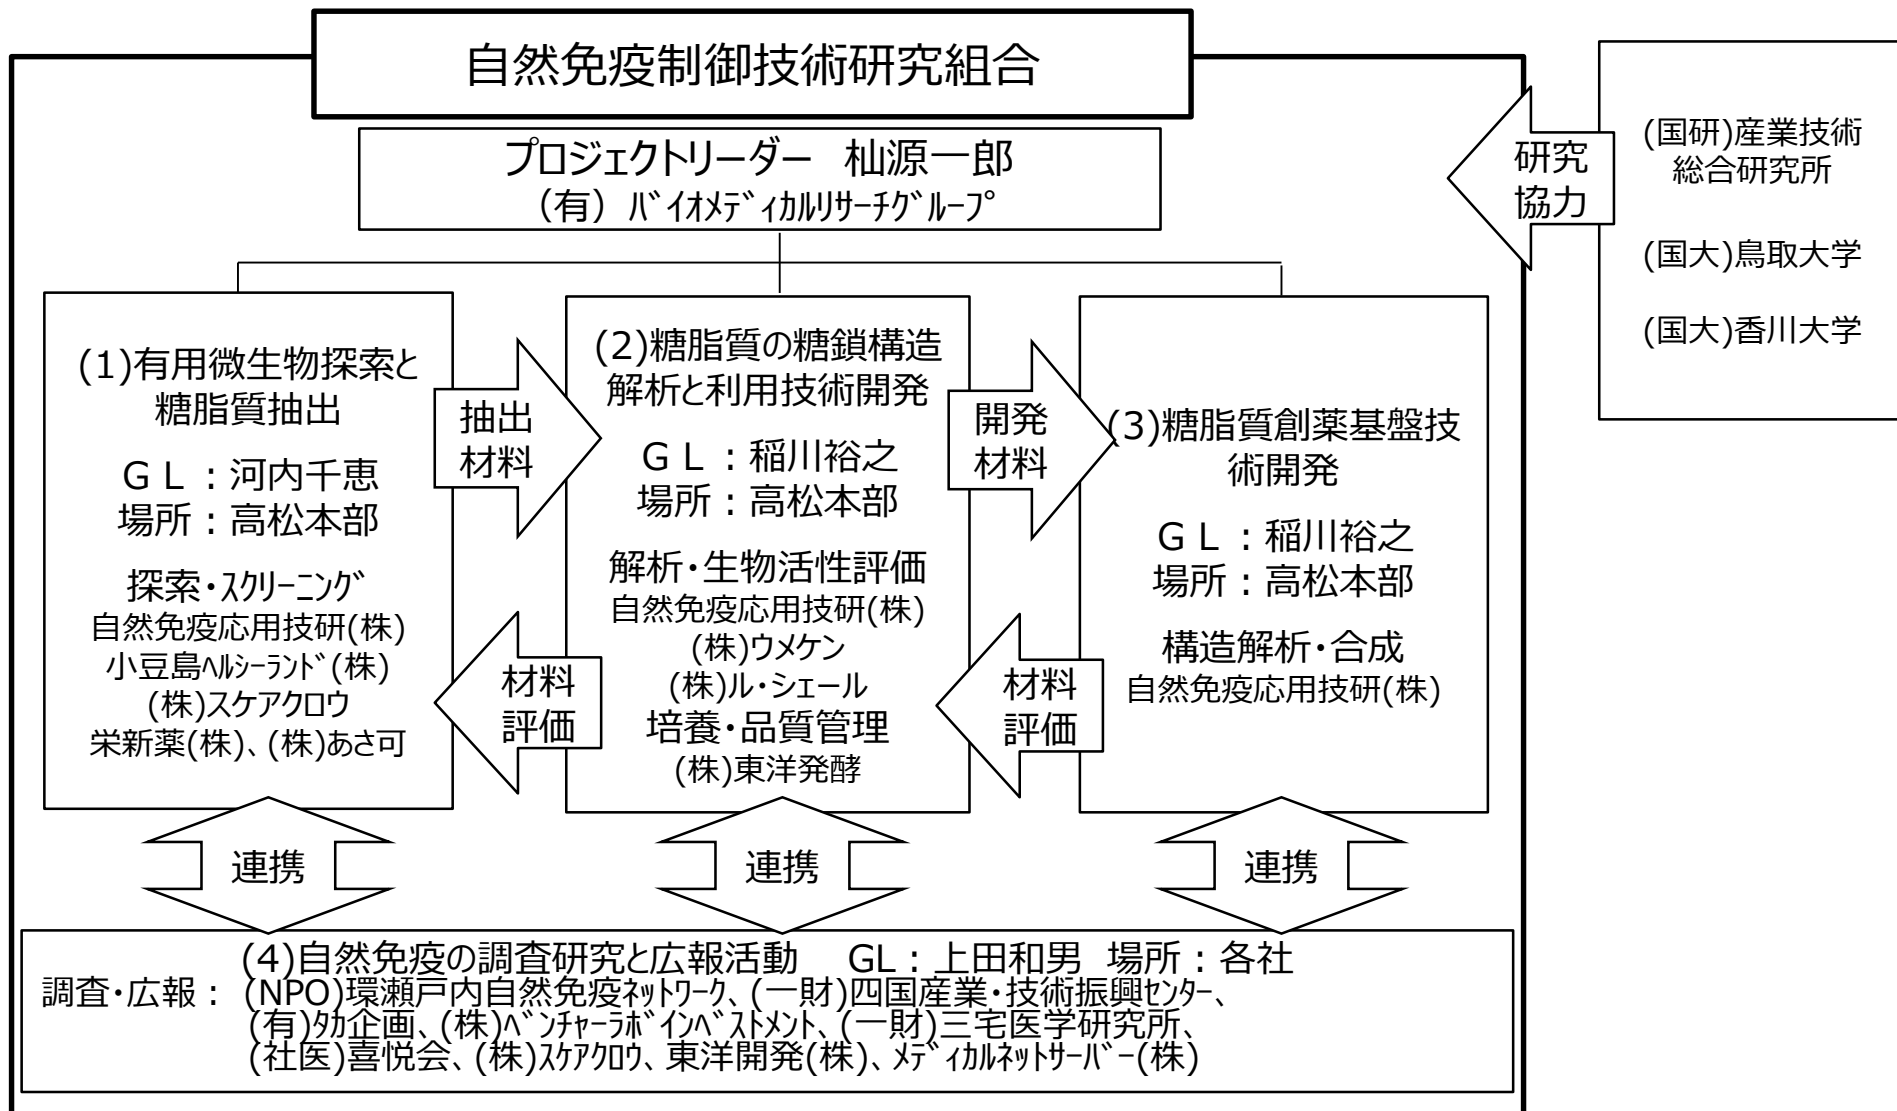 自然免疫制御技術研究組合
プロジェクトリーダー 杣源一郎
(有) ﾊﾞｲｵﾒﾃﾞｨｶﾙﾘｻｰﾁｸﾞﾙｰﾌﾟ
研究
協力
(国研)産業技術
総合研究所
(国大)鳥取大学
(国大)香川大学
(1)有用微生物探索と
糖脂質抽出
ＧＬ：河内千恵
場所：高松本部
探索・ｽｸﾘｰﾆﾝｸﾞ
自然免疫応用技研(株)
小豆島ﾍﾙｼｰﾗﾝﾄﾞ(株)
(株)スケアクロウ
栄新薬(株)、(株)あさ可
抽出
材料
材料
評価
(2)糖脂質の糖鎖構造
解析と利用技術開発
ＧＬ：稲川裕之
場所：高松本部
解析・生物活性評価
自然免疫応用技研(株)
(株)ウメケン
(株)ル・シェール
培養・品質管理
(株)東洋発酵
開発
材料
材料
評価
(3)糖脂質創薬基盤技
術開発
ＧＬ：稲川裕之
場所：高松本部
構造解析・合成
自然免疫応用技研(株)
連携
連携
連携
(4)自然免疫の調査研究と広報活動 GL：上田和男 場所：各社
調査・広報：(NPO)環瀬戸内自然免疫ﾈｯﾄﾜｰｸ、(一財)四国産業・技術振興ｾﾝﾀｰ、
(有)ﾀｶ企画、(株)ﾍﾞﾝﾁｬｰﾗﾎﾞｲﾝﾍﾞｽﾄﾒﾝﾄ、(一財)三宅医学研究所、
(社医)喜悦会、(株)ｽｹｱｸﾛｳ、東洋開発(株)、ﾒﾃﾞｨｶﾙﾈｯﾄｻｰﾊﾞｰ(株)